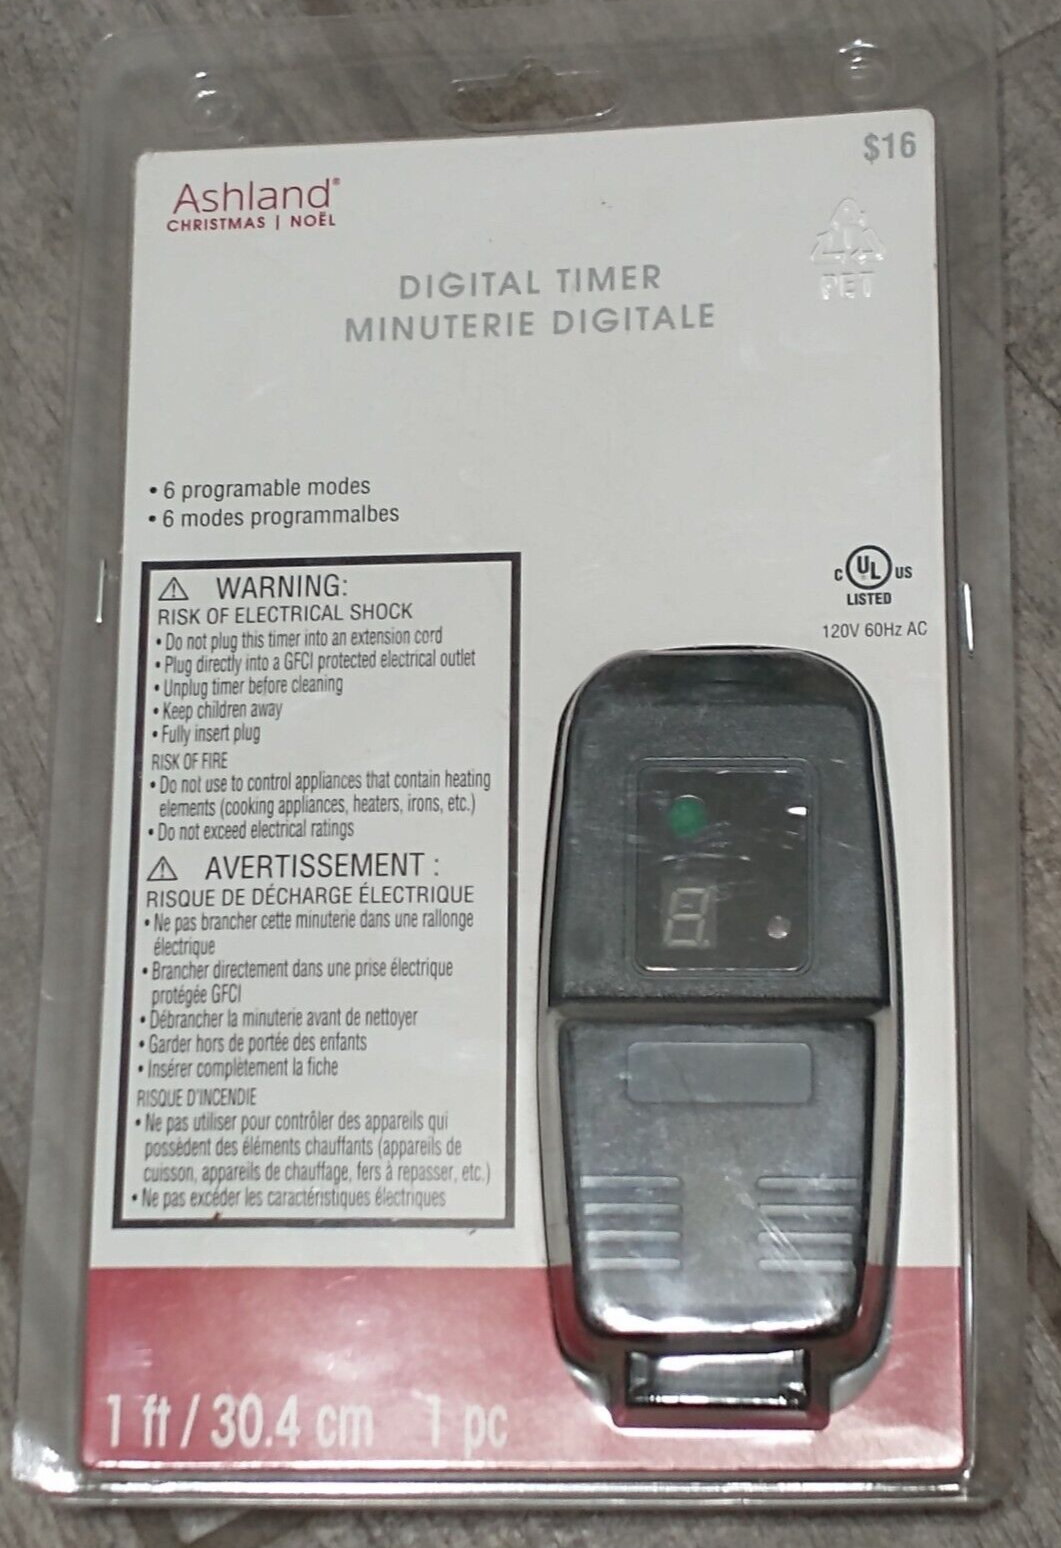 $16
Ashland®
CHRISTMAS | NOËL
PET
DIGITAL TIMER
MINUTERIE DIGITALE
• 6 programable modes
• 6 modes programmalbes
C UL US
LISTED
120V 60Hz AC
⚠ WARNING:
RISK OF ELECTRICAL SHOCK
• Do not plug this timer into an extension cord
• Plug directly into a GFCI protected electrical outlet
• Unplug timer before cleaning
• Keep children away
• Fully insert plug
RISK OF FIRE
• Do not use to control appliances that contain heating
elements (cooking appliances, heaters, irons, etc.)
• Do not exceed electrical ratings
⚠ AVERTISSEMENT :
RISQUE DE DÉCHARGE ÉLECTRIQUE
• Ne pas brancher cette minuterie dans une rallonge
électrique
• Brancher directement dans une prise électrique
protégée GFCI
• Débrancher la minuterie avant de nettoyer
• Garder hors de portée des enfants
• Insérer complètement la fiche
RISQUE D'INCENDIE
• Ne pas utiliser pour contrôler des appareils qui
possèdent des éléments chauffants (appareils de
cuisson, appareils de chauffage, fers à repasser, etc.)
• Ne pas excéder les caractéristiques électriques
1 ft / 30.4 cm 1 pc